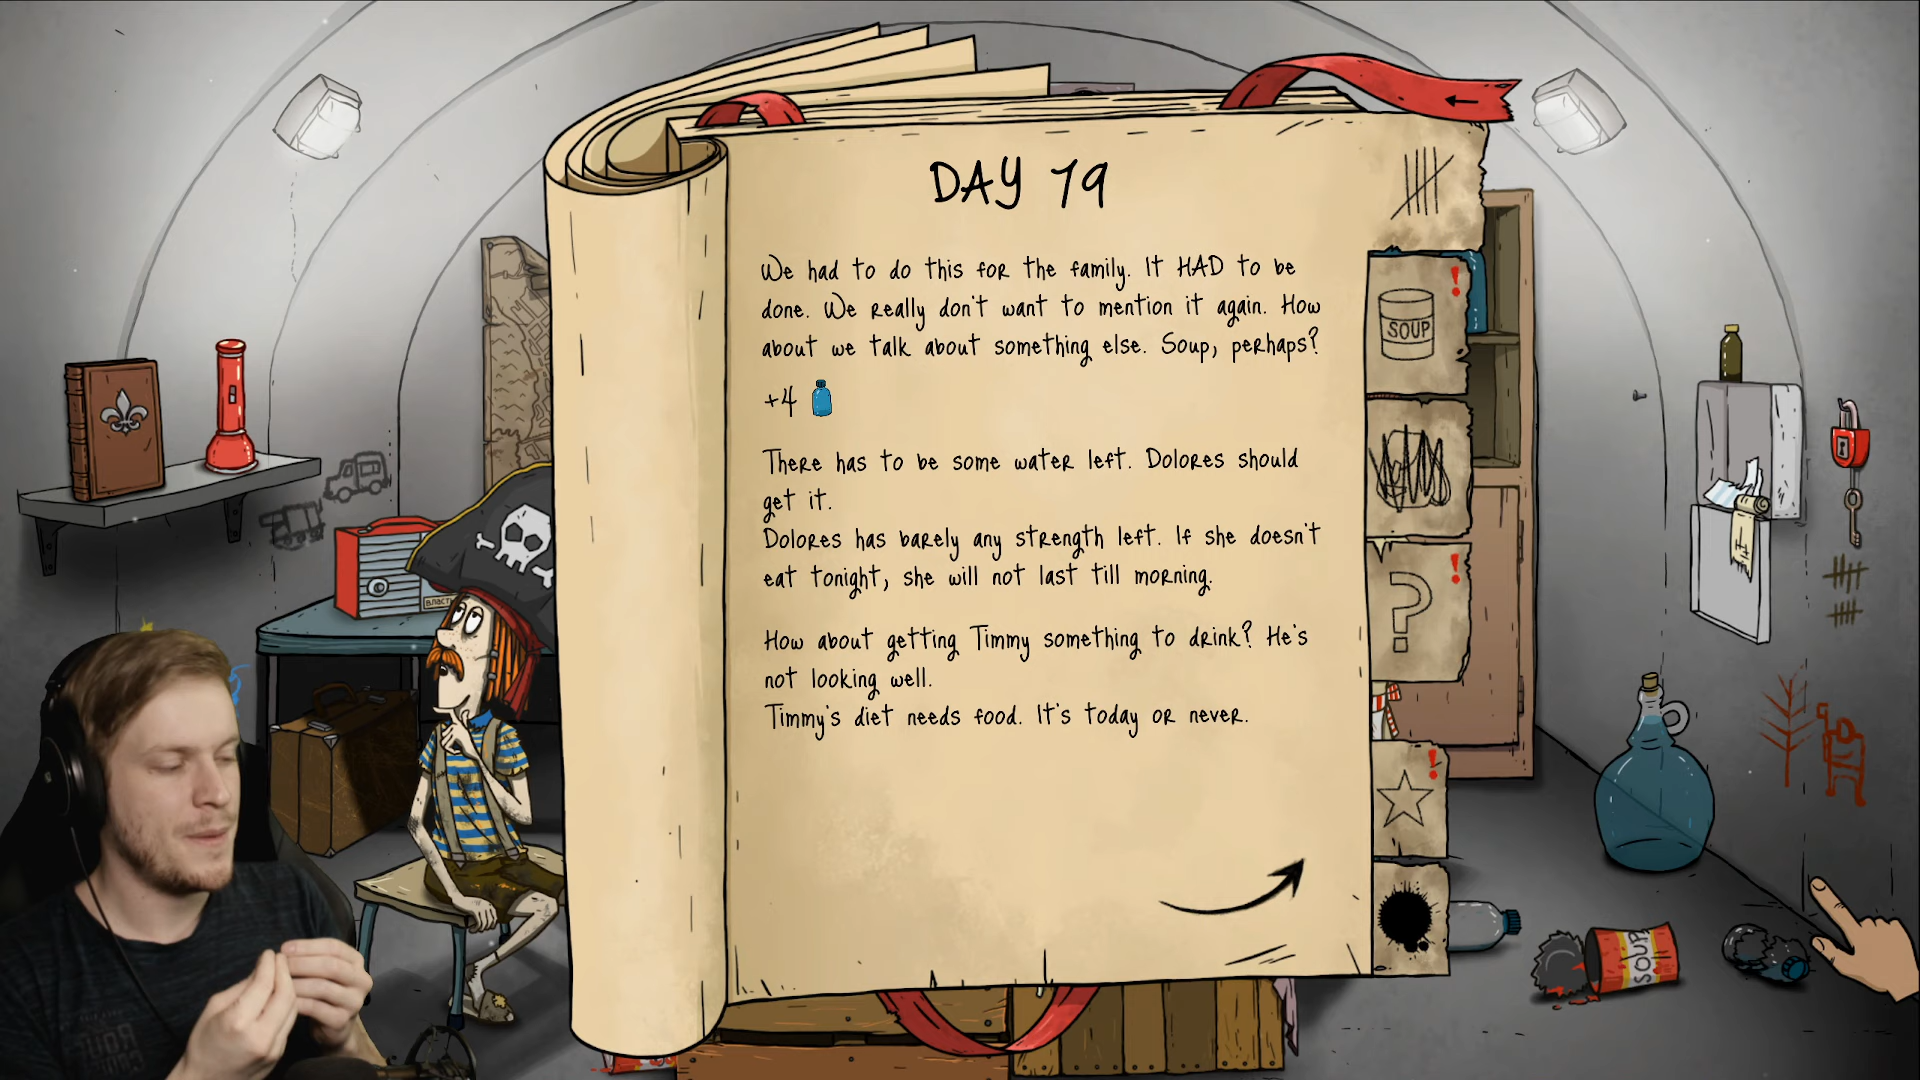 DAY 79
We had to do this for the family. It HAD to be
done. We really don't want to mention it again. How
about we talk about something else. Soup, perhaps?
+4
There has to be some water left. Dolores should
get it.
Dolores has barely any strength left. If she doesn't
eat tonight, she will not last till morning.
How about getting Timmy something to drink? He's
not looking well.
Timmy's diet needs food. It's today or never.
!
SOUP
!
?
!
SOUP